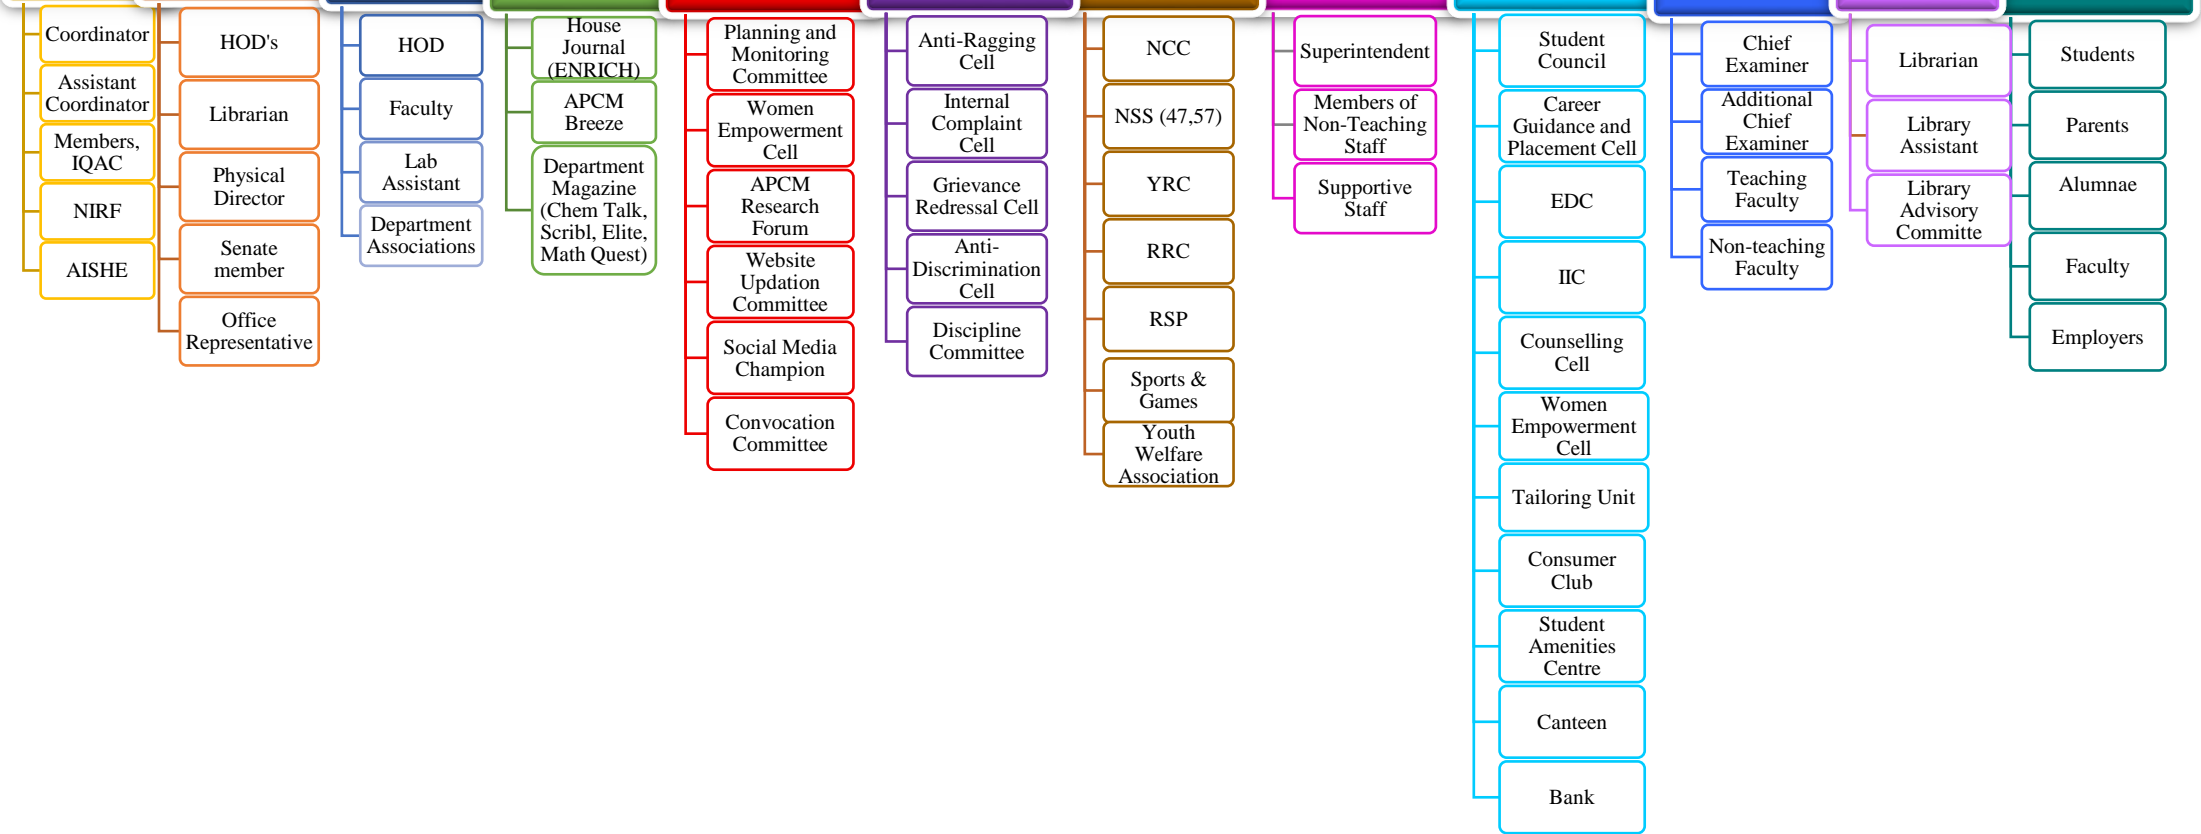 Coordinator
Assistant
Coordinator
Members,
IQAC
NIRF
AISHE
HOD's
Librarian
Physical
Director
Senate
member
Office
Representative
HOD
Faculty
Lab
Assistant
Department
Associations
House
Journal
(ENRICH)
APCM
Breeze
Department
Magazine
(Chem Talk,
Scribl, Elite,
Math Quest)
Planning and
Monitoring
Committee
Women
Empowerment
Cell
APCM
Research
Forum
Website
Updation
Committee
Social Media
Champion
Convocation
Committee
Anti-Ragging
Cell
Internal
Complaint
Cell
Grievance
Redressal Cell
Anti-
Discrimination
Cell
Discipline
Committee
NCC
NSS (47,57)
YRC
RRC
RSP
Sports &
Games
Youth
Welfare
Association
Superintendent
Members of
Non-Teaching
Staff
Supportive
Staff
Student
Council
Career
Guidance and
Placement Cell
EDC
IIC
Counselling
Cell
Women
Empowerment
Cell
Tailoring Unit
Consumer
Club
Student
Amenities
Centre
Canteen
Bank
Chief
Examiner
Additional
Chief
Examiner
Teaching
Faculty
Non-teaching
Faculty
Librarian
Library
Assistant
Library
Advisory
Committe
Students
Parents
Alumnae
Faculty
Employers